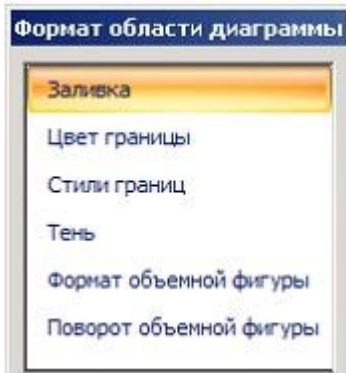 Формат области диаграммы
Заливка
Цвет границы
Стили границ
Тень
Формат объемной фигуры
Поворот объемной фигуры